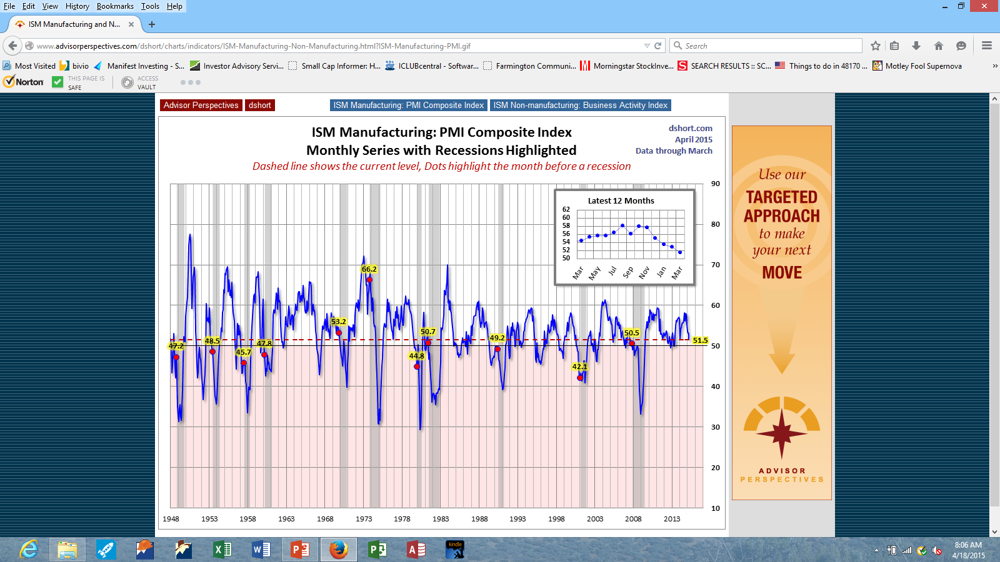 File Edit View History Bookmarks Tools Help
ISM Manufacturing and N...
www.advisorperspectives.com/dshort/charts/indicators/ISM-Manufacturing-Non-Manufacturing.html?ISM-Manufacturing-PMI.gif
Search
Most Visited bivio Manifest Investing - S... Investor Advisory Servi... Small Cap Informer: H... ICLUBcentral - Softwar... Farmington Communi... Morningstar StockInve... SEARCH RESULTS :: SC... Things to do in 48170 ... Motley Fool Supernova »
Norton THIS PAGE IS SAFE ACCESS VAULT
Advisor Perspectives dshort ISM Manufacturing: PMI Composite Index ISM Non-manufacturing: Business Activity Index
ISM Manufacturing: PMI Composite Index
Monthly Series with Recessions Highlighted
Dashed line shows the current level, Dots highlight the month before a recession
dshort.com
April 2015
Data through March
90
80
70
60
50
40
30
20
10
Latest 12 Months
62
60
58
56
54
52
50
Mar May Jul Sep Nov Jan Mar
47.2
48.5
45.7
47.8
53.2
66.2
44.8
50.7
49.2
42.1
50.5
51.5
1948 1953 1958 1963 1968 1973 1978 1983 1988 1993 1998 2003 2008 2013
Use our
TARGETED
APPROACH
to make
your next
MOVE
ADVISOR
PERSPECTIVES
kindle
8:06 AM
4/18/2015